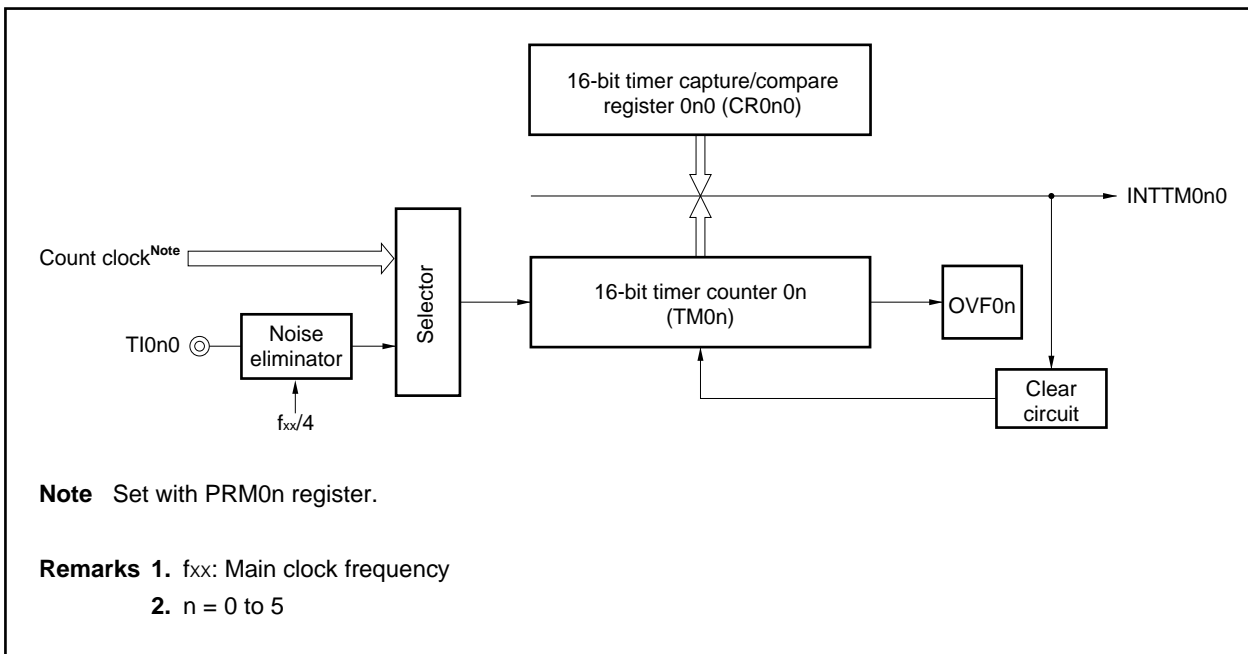 16-bit timer capture/compare
register 0n0 (CR0n0)
INTTM0n0
Count clockNote
Selector
16-bit timer counter 0n
(TM0n)
OVF0n
TI0n0
Noise
eliminator
fxx/4
Clear
circuit
Note Set with PRM0n register.
Remarks 1. fxx: Main clock frequency
2. n = 0 to 5